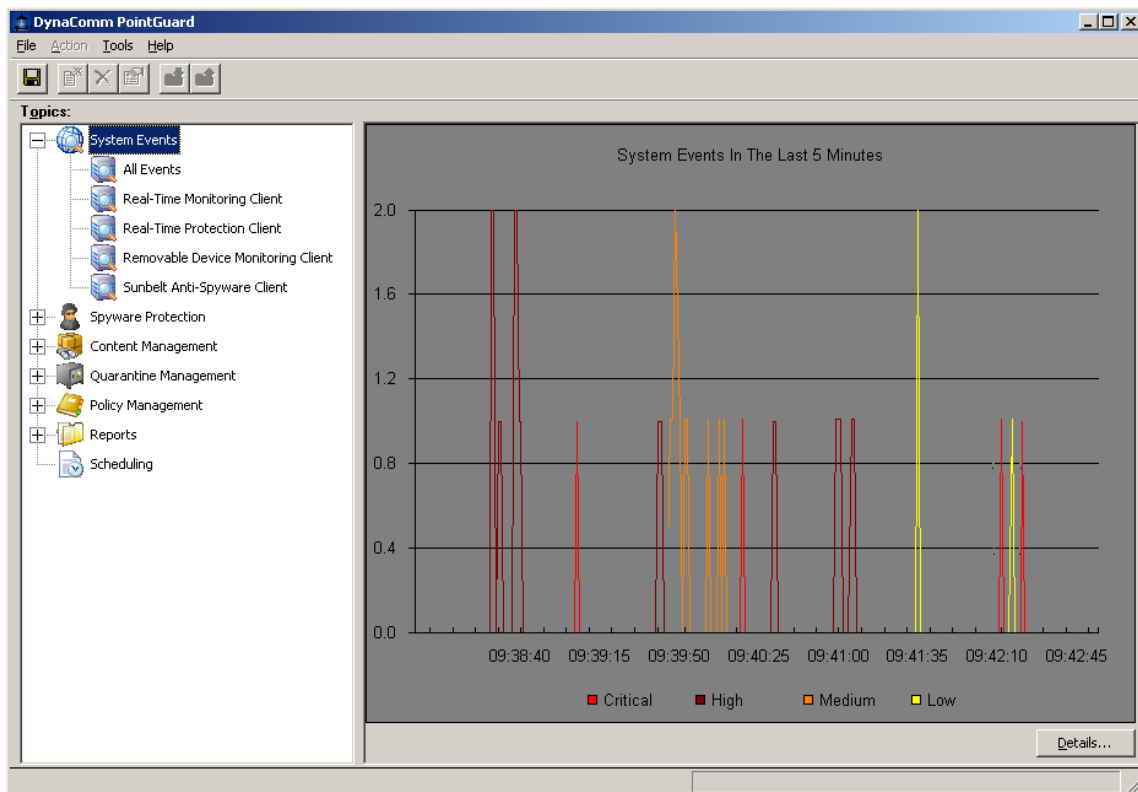 DynaComm PointGuard
File Action Tools Help
Topics:
System Events
All Events
Real-Time Monitoring Client
Real-Time Protection Client
Removable Device Monitoring Client
Sunbelt Anti-Spyware Client
Spyware Protection
Content Management
Quarantine Management
Policy Management
Reports
Scheduling
System Events In The Last 5 Minutes
2.0
1.6
1.2
0.8
0.4
0.0
09:38:40 09:39:15 09:39:50 09:40:25 09:41:00 09:41:35 09:42:10 09:42:45
Critical High Medium Low
Details...